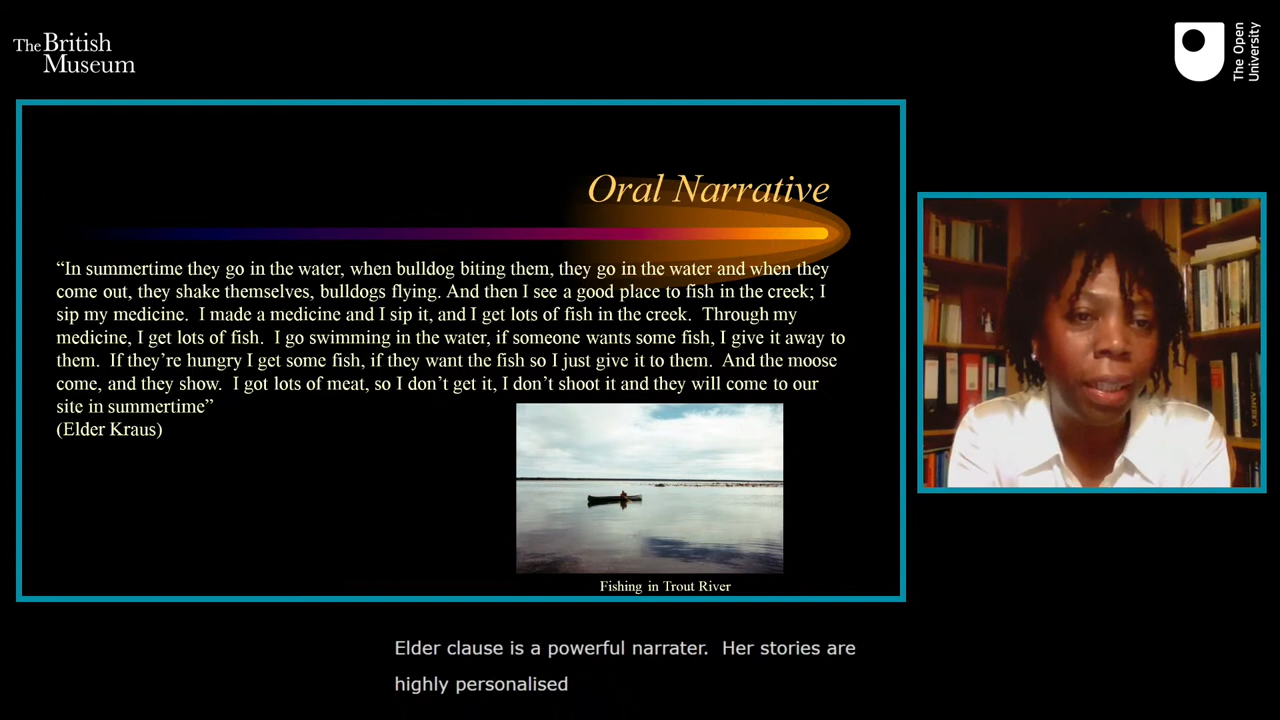 The British
Museum
The Open
University
Oral Narrative
“In summertime they go in the water, when bulldog biting them, they go in the water and when they
come out, they shake themselves, bulldogs flying. And then I see a good place to fish in the creek; I
sip my medicine.  I made a medicine and I sip it, and I get lots of fish in the creek.  Through my
medicine, I get lots of fish.  I go swimming in the water, if someone wants some fish, I give it away to
them.  If they’re hungry I get some fish, if they want the fish so I just give it to them.  And the moose
come, and they show.  I got lots of meat, so I don’t get it, I don’t shoot it and they will come to our
site in summertime”
(Elder Kraus)
Fishing in Trout River
AMERICA
Elder clause is a powerful narrater.  Her stories are
highly personalised